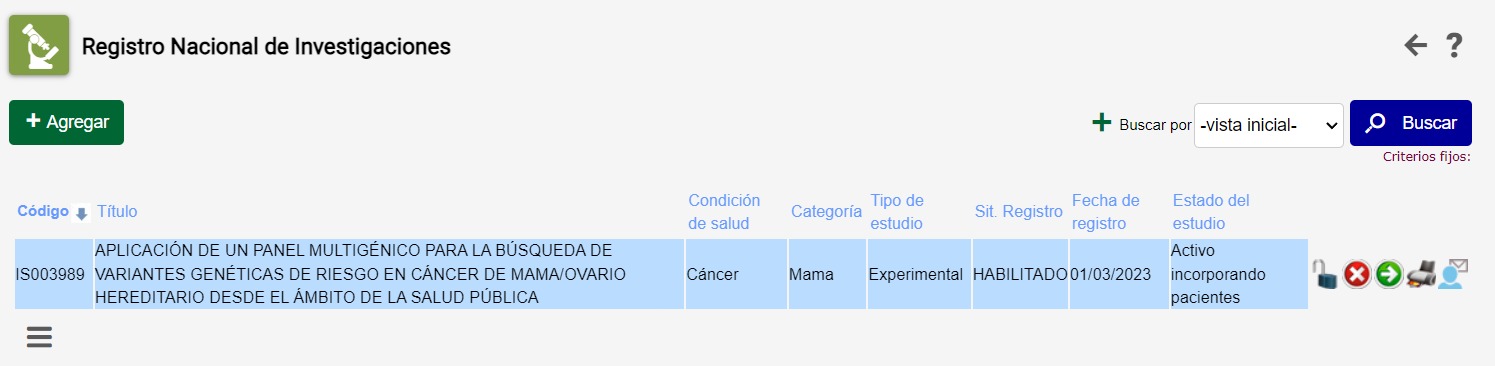 Registro Nacional de Investigaciones
?
+ Agregar
+ Buscar por -vista inicial- Buscar
Criterios fijos:
Código Título Condición de salud Categoría Tipo de estudio Sit. Registro Fecha de registro Estado del estudio
IS003989
APLICACIÓN DE UN PANEL MULTIGÉNICO PARA LA BÚSQUEDA DE
VARIANTES GENÉTICAS DE RIESGO EN CÁNCER DE MAMA/OVARIO
HEREDITARIO DESDE EL ÁMBITO DE LA SALUD PÚBLICA
Cáncer
Mama
Experimental
HABILITADO
01/03/2023
Activo
incorporando
pacientes